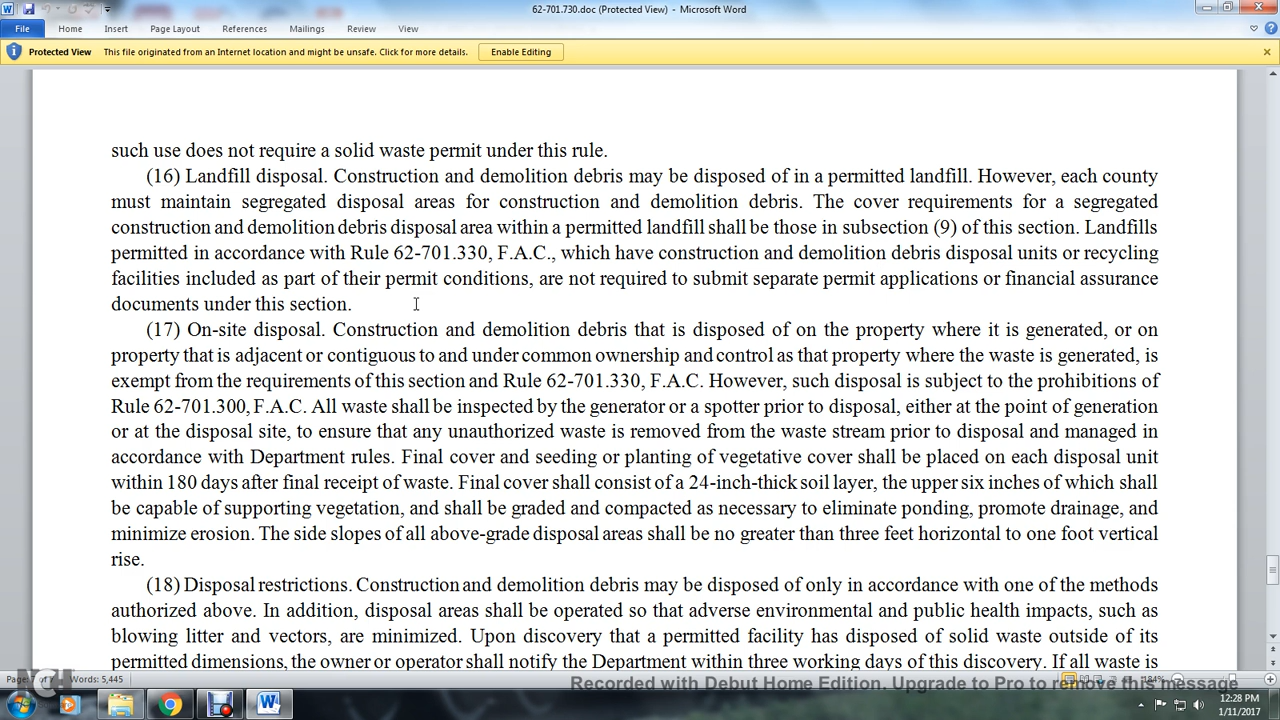 62-701.730.doc (Protected View) - Microsoft Word
File Home Insert Page Layout References Mailings Review View
Protected View This file originated from an Internet location and might be unsafe. Click for more details. Enable Editing
such use does not require a solid waste permit under this rule.
(16) Landfill disposal. Construction and demolition debris may be disposed of in a permitted landfill. However, each county
must maintain segregated disposal areas for construction and demolition debris. The cover requirements for a segregated
construction and demolition debris disposal area within a permitted landfill shall be those in subsection (9) of this section. Landfills
permitted in accordance with Rule 62-701.330, F.A.C., which have construction and demolition debris disposal units or recycling
facilities included as part of their permit conditions, are not required to submit separate permit applications or financial assurance
documents under this section.
(17) On-site disposal. Construction and demolition debris that is disposed of on the property where it is generated, or on
property that is adjacent or contiguous to and under common ownership and control as that property where the waste is generated, is
exempt from the requirements of this section and Rule 62-701.330, F.A.C. However, such disposal is subject to the prohibitions of
Rule 62-701.300, F.A.C. All waste shall be inspected by the generator or a spotter prior to disposal, either at the point of generation
or at the disposal site, to ensure that any unauthorized waste is removed from the waste stream prior to disposal and managed in
accordance with Department rules. Final cover and seeding or planting of vegetative cover shall be placed on each disposal unit
within 180 days after final receipt of waste. Final cover shall consist of a 24-inch-thick soil layer, the upper six inches of which shall
be capable of supporting vegetation, and shall be graded and compacted as necessary to eliminate ponding, promote drainage, and
minimize erosion. The side slopes of all above-grade disposal areas shall be no greater than three feet horizontal to one foot vertical
rise.
(18) Disposal restrictions. Construction and demolition debris may be disposed of only in accordance with one of the methods
authorized above. In addition, disposal areas shall be operated so that adverse environmental and public health impacts, such as
blowing litter and vectors, are minimized. Upon discovery that a permitted facility has disposed of solid waste outside of its
permitted dimensions, the owner or operator shall notify the Department within three working days of this discovery. If all waste is
Page: 7 of Words: 5,445 184%
Recorded with Debut Home Edition. Upgrade to Pro to remove this message
12:28 PM
1/11/2017